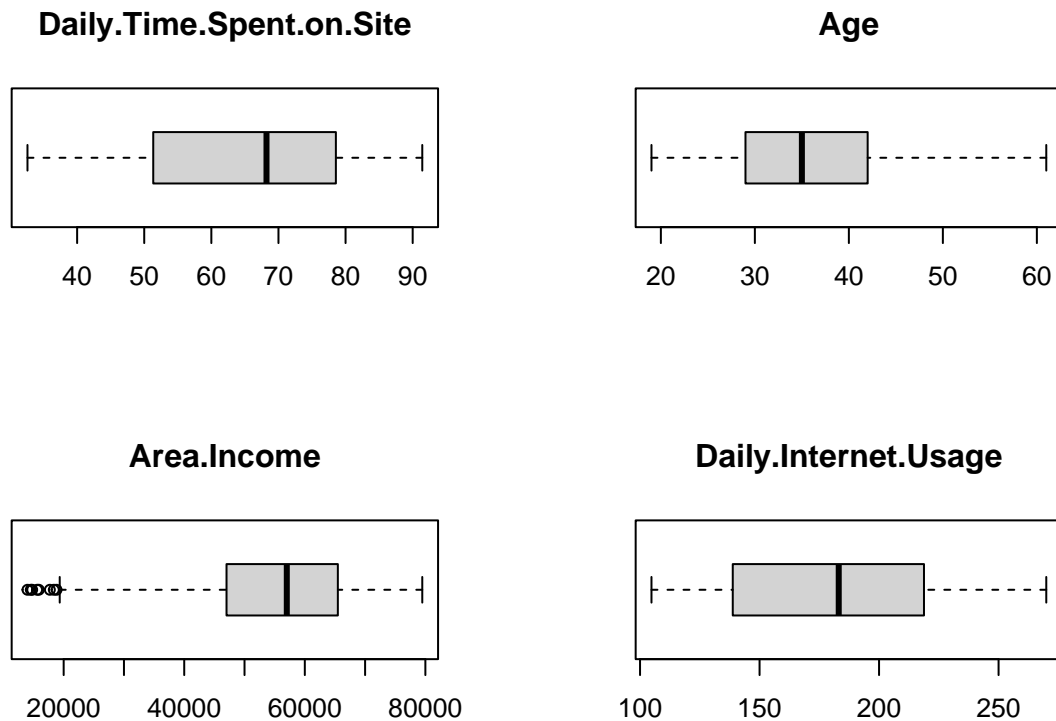 Daily.Time.Spent.on.Site
40 50 60 70 80 90
Age
20 30 40 50 60
Area.Income
20000 40000 60000 80000
Daily.Internet.Usage
100 150 200 250